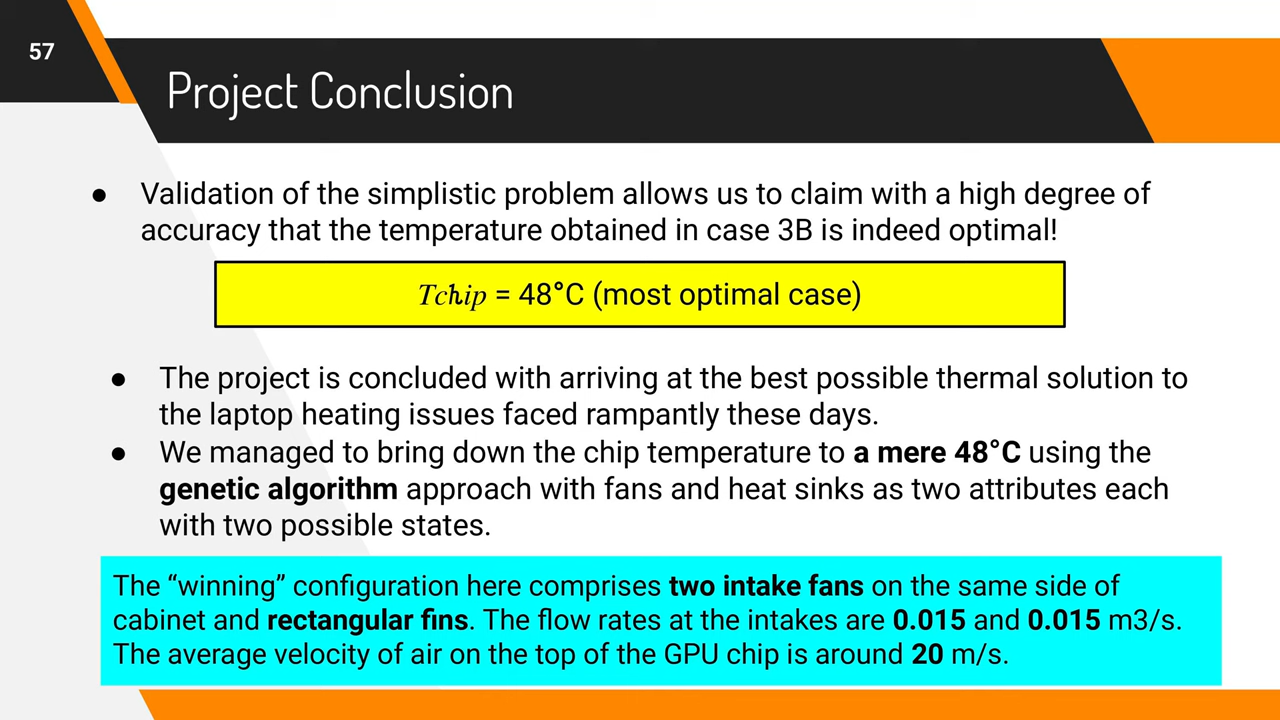 57
Project Conclusion
● Validation of the simplistic problem allows us to claim with a high degree of
accuracy that the temperature obtained in case 3B is indeed optimal!
Tchip = 48°C (most optimal case)
● The project is concluded with arriving at the best possible thermal solution to
the laptop heating issues faced rampantly these days.
● We managed to bring down the chip temperature to a mere 48°C using the
genetic algorithm approach with fans and heat sinks as two attributes each
with two possible states.
The “winning” configuration here comprises two intake fans on the same side of
cabinet and rectangular fins. The flow rates at the intakes are 0.015 and 0.015 m3/s.
The average velocity of air on the top of the GPU chip is around 20 m/s.